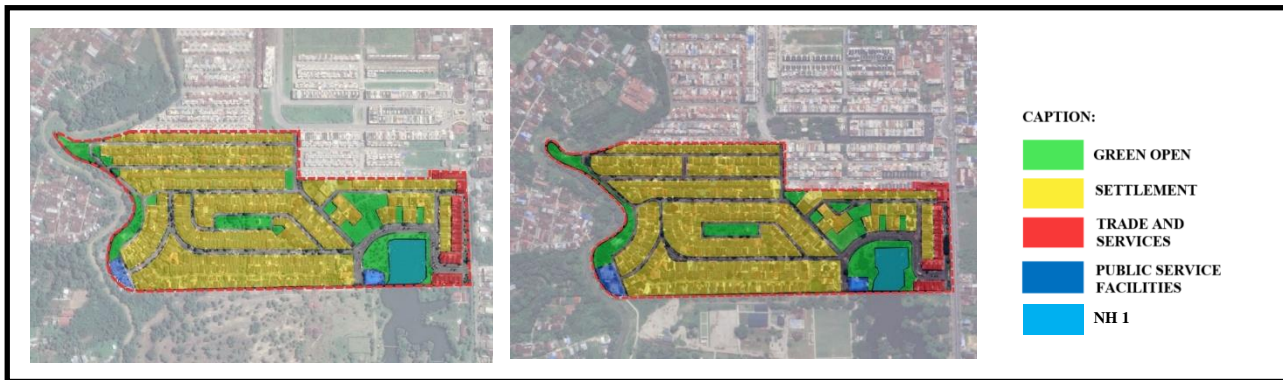 CAPTION:
GREEN OPEN
SETTLEMENT
TRADE AND
SERVICES
PUBLIC SERVICE
FACILITIES
NH 1